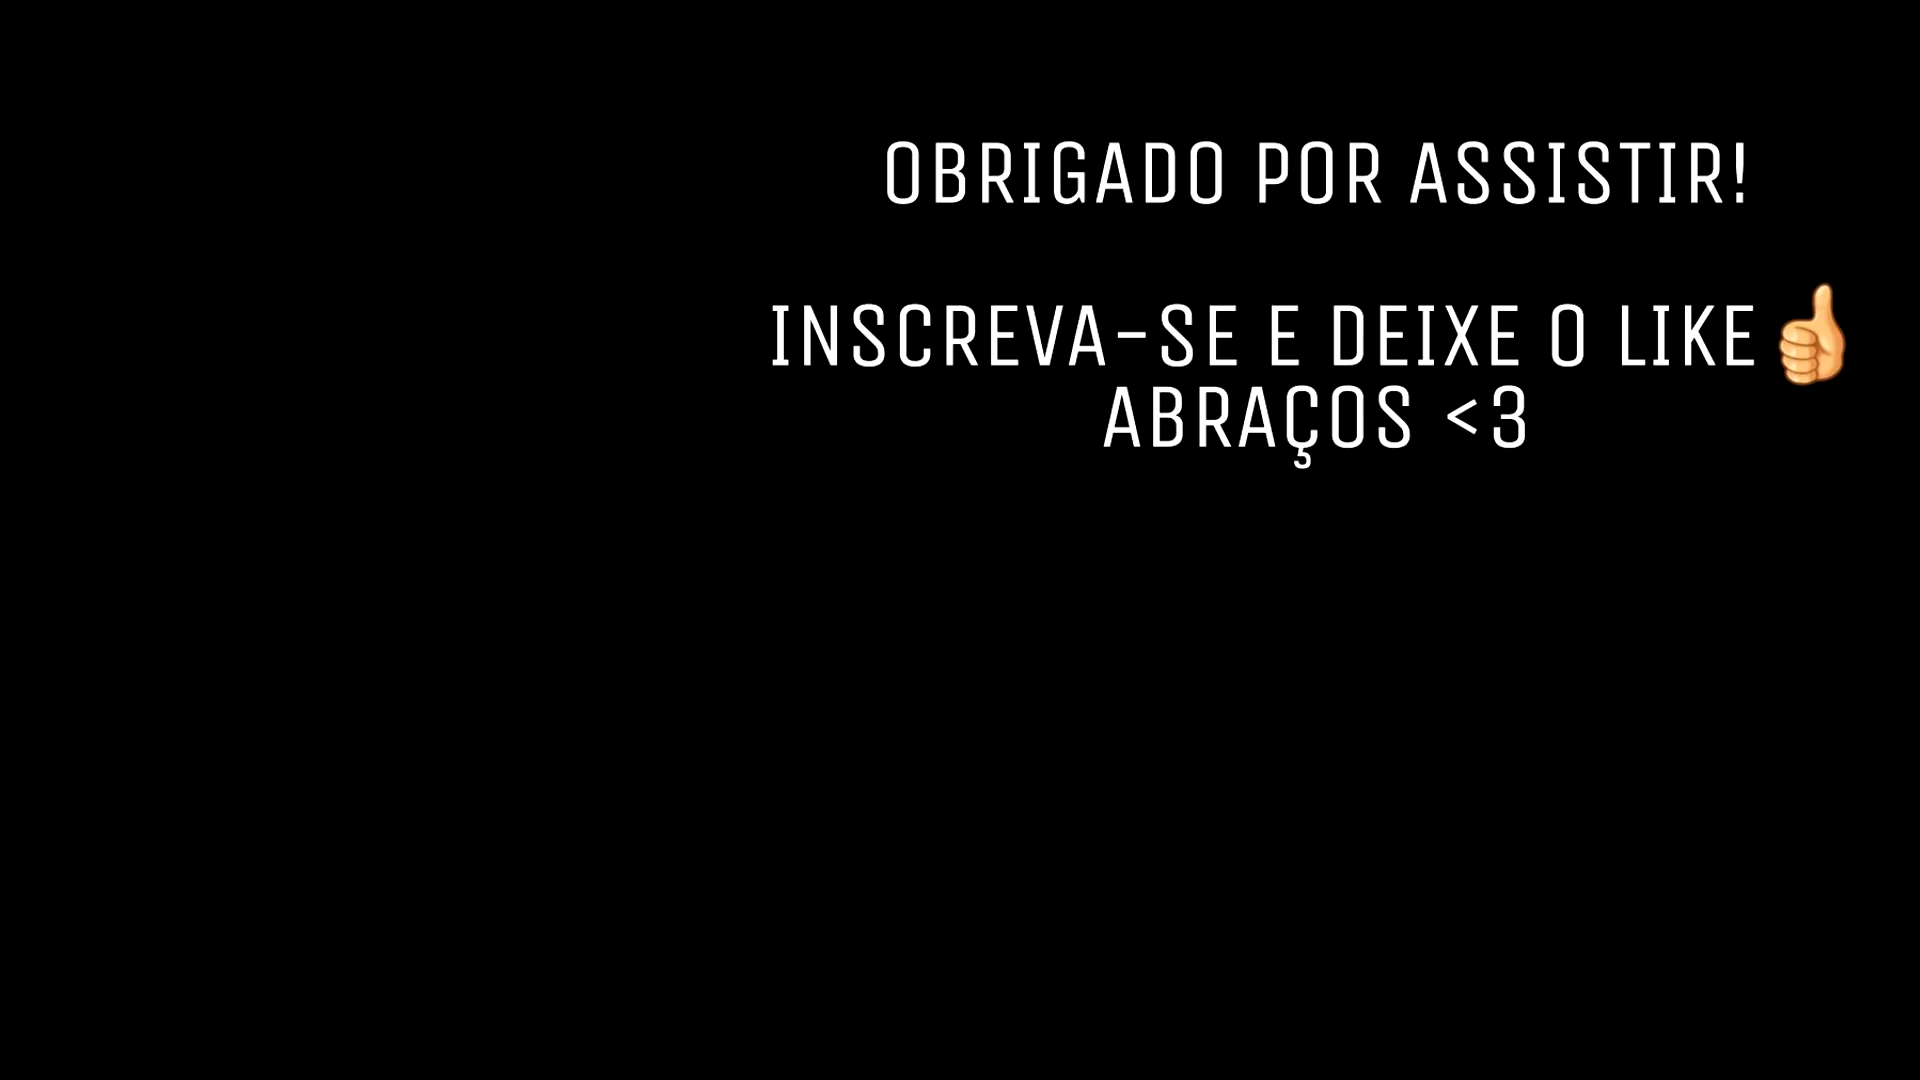 OBRIGADO POR ASSISTIR!
INSCREVA-SE E DEIXE O LIKE👍
ABRAÇOS <3